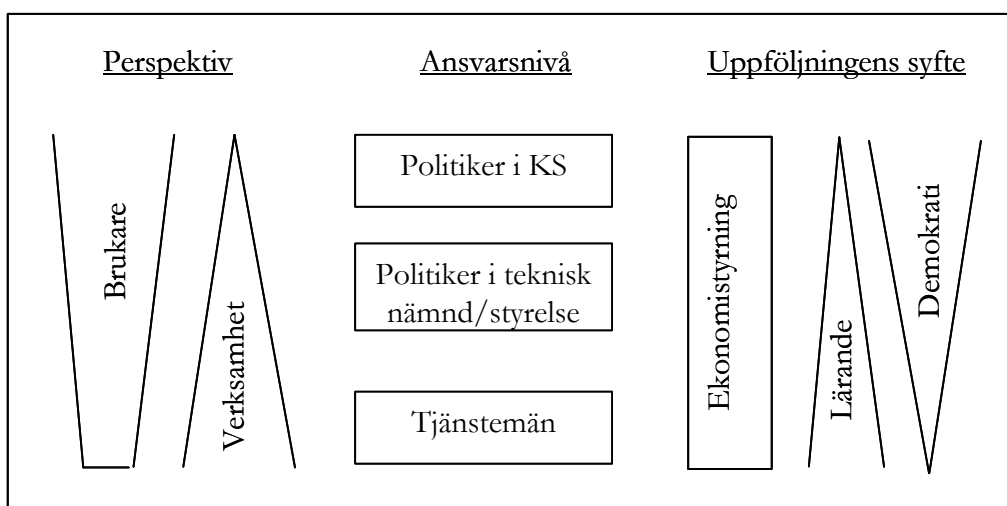 Perspektiv
Ansvarsnivå
Uppföljningens syfte
Brukare
Verksamhet
Politiker i KS
Politiker i teknisk
nämnd/styrelse
Tjänstemän
Ekonomistyrning
Lärande
Demokrati